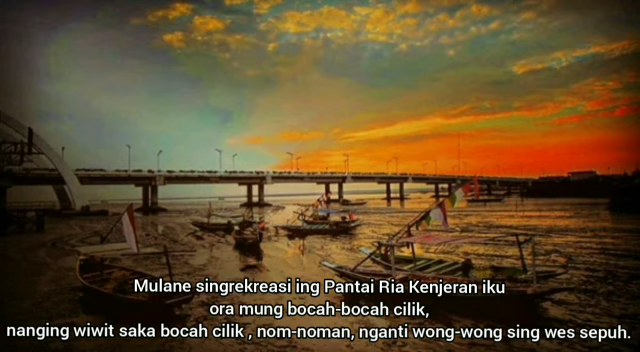 Mulane singrekreasi ing Pantai Ria Kenjeran iku
ora mung bocah-bocah cilik,
nanging wiwit saka bocah cilik , nom-noman, nganti wong-wong sing wes sepuh.